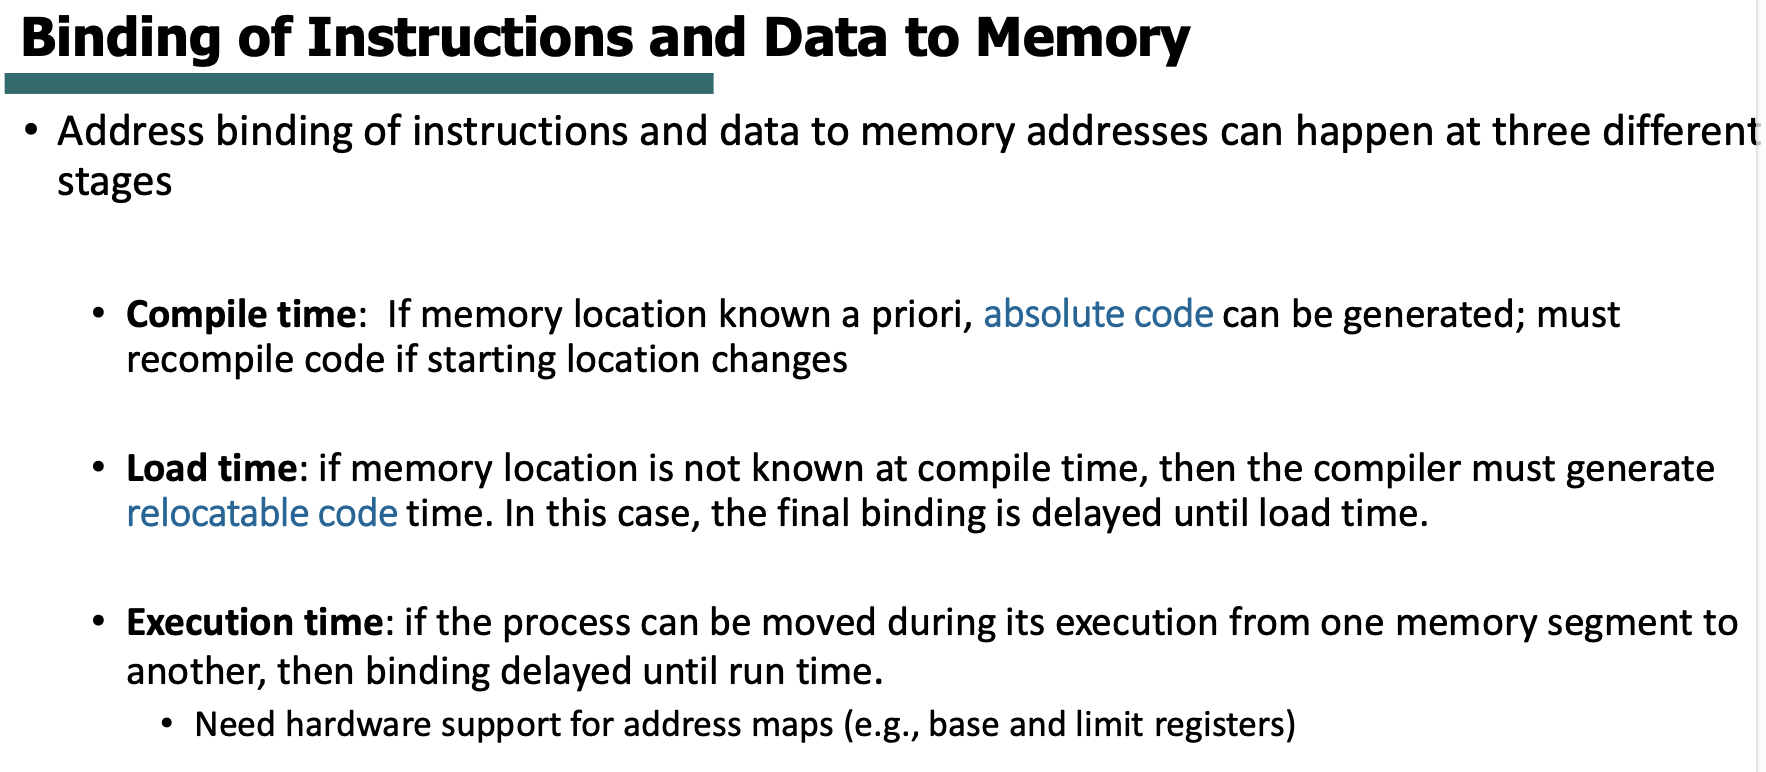 Binding of Instructions and Data to Memory
• Address binding of instructions and data to memory addresses can happen at three different
stages
• Compile time:  If memory location known a priori, absolute code can be generated; must
recompile code if starting location changes
• Load time: if memory location is not known at compile time, then the compiler must generate
relocatable code time. In this case, the final binding is delayed until load time.
• Execution time: if the process can be moved during its execution from one memory segment to
another, then binding delayed until run time.
• Need hardware support for address maps (e.g., base and limit registers)